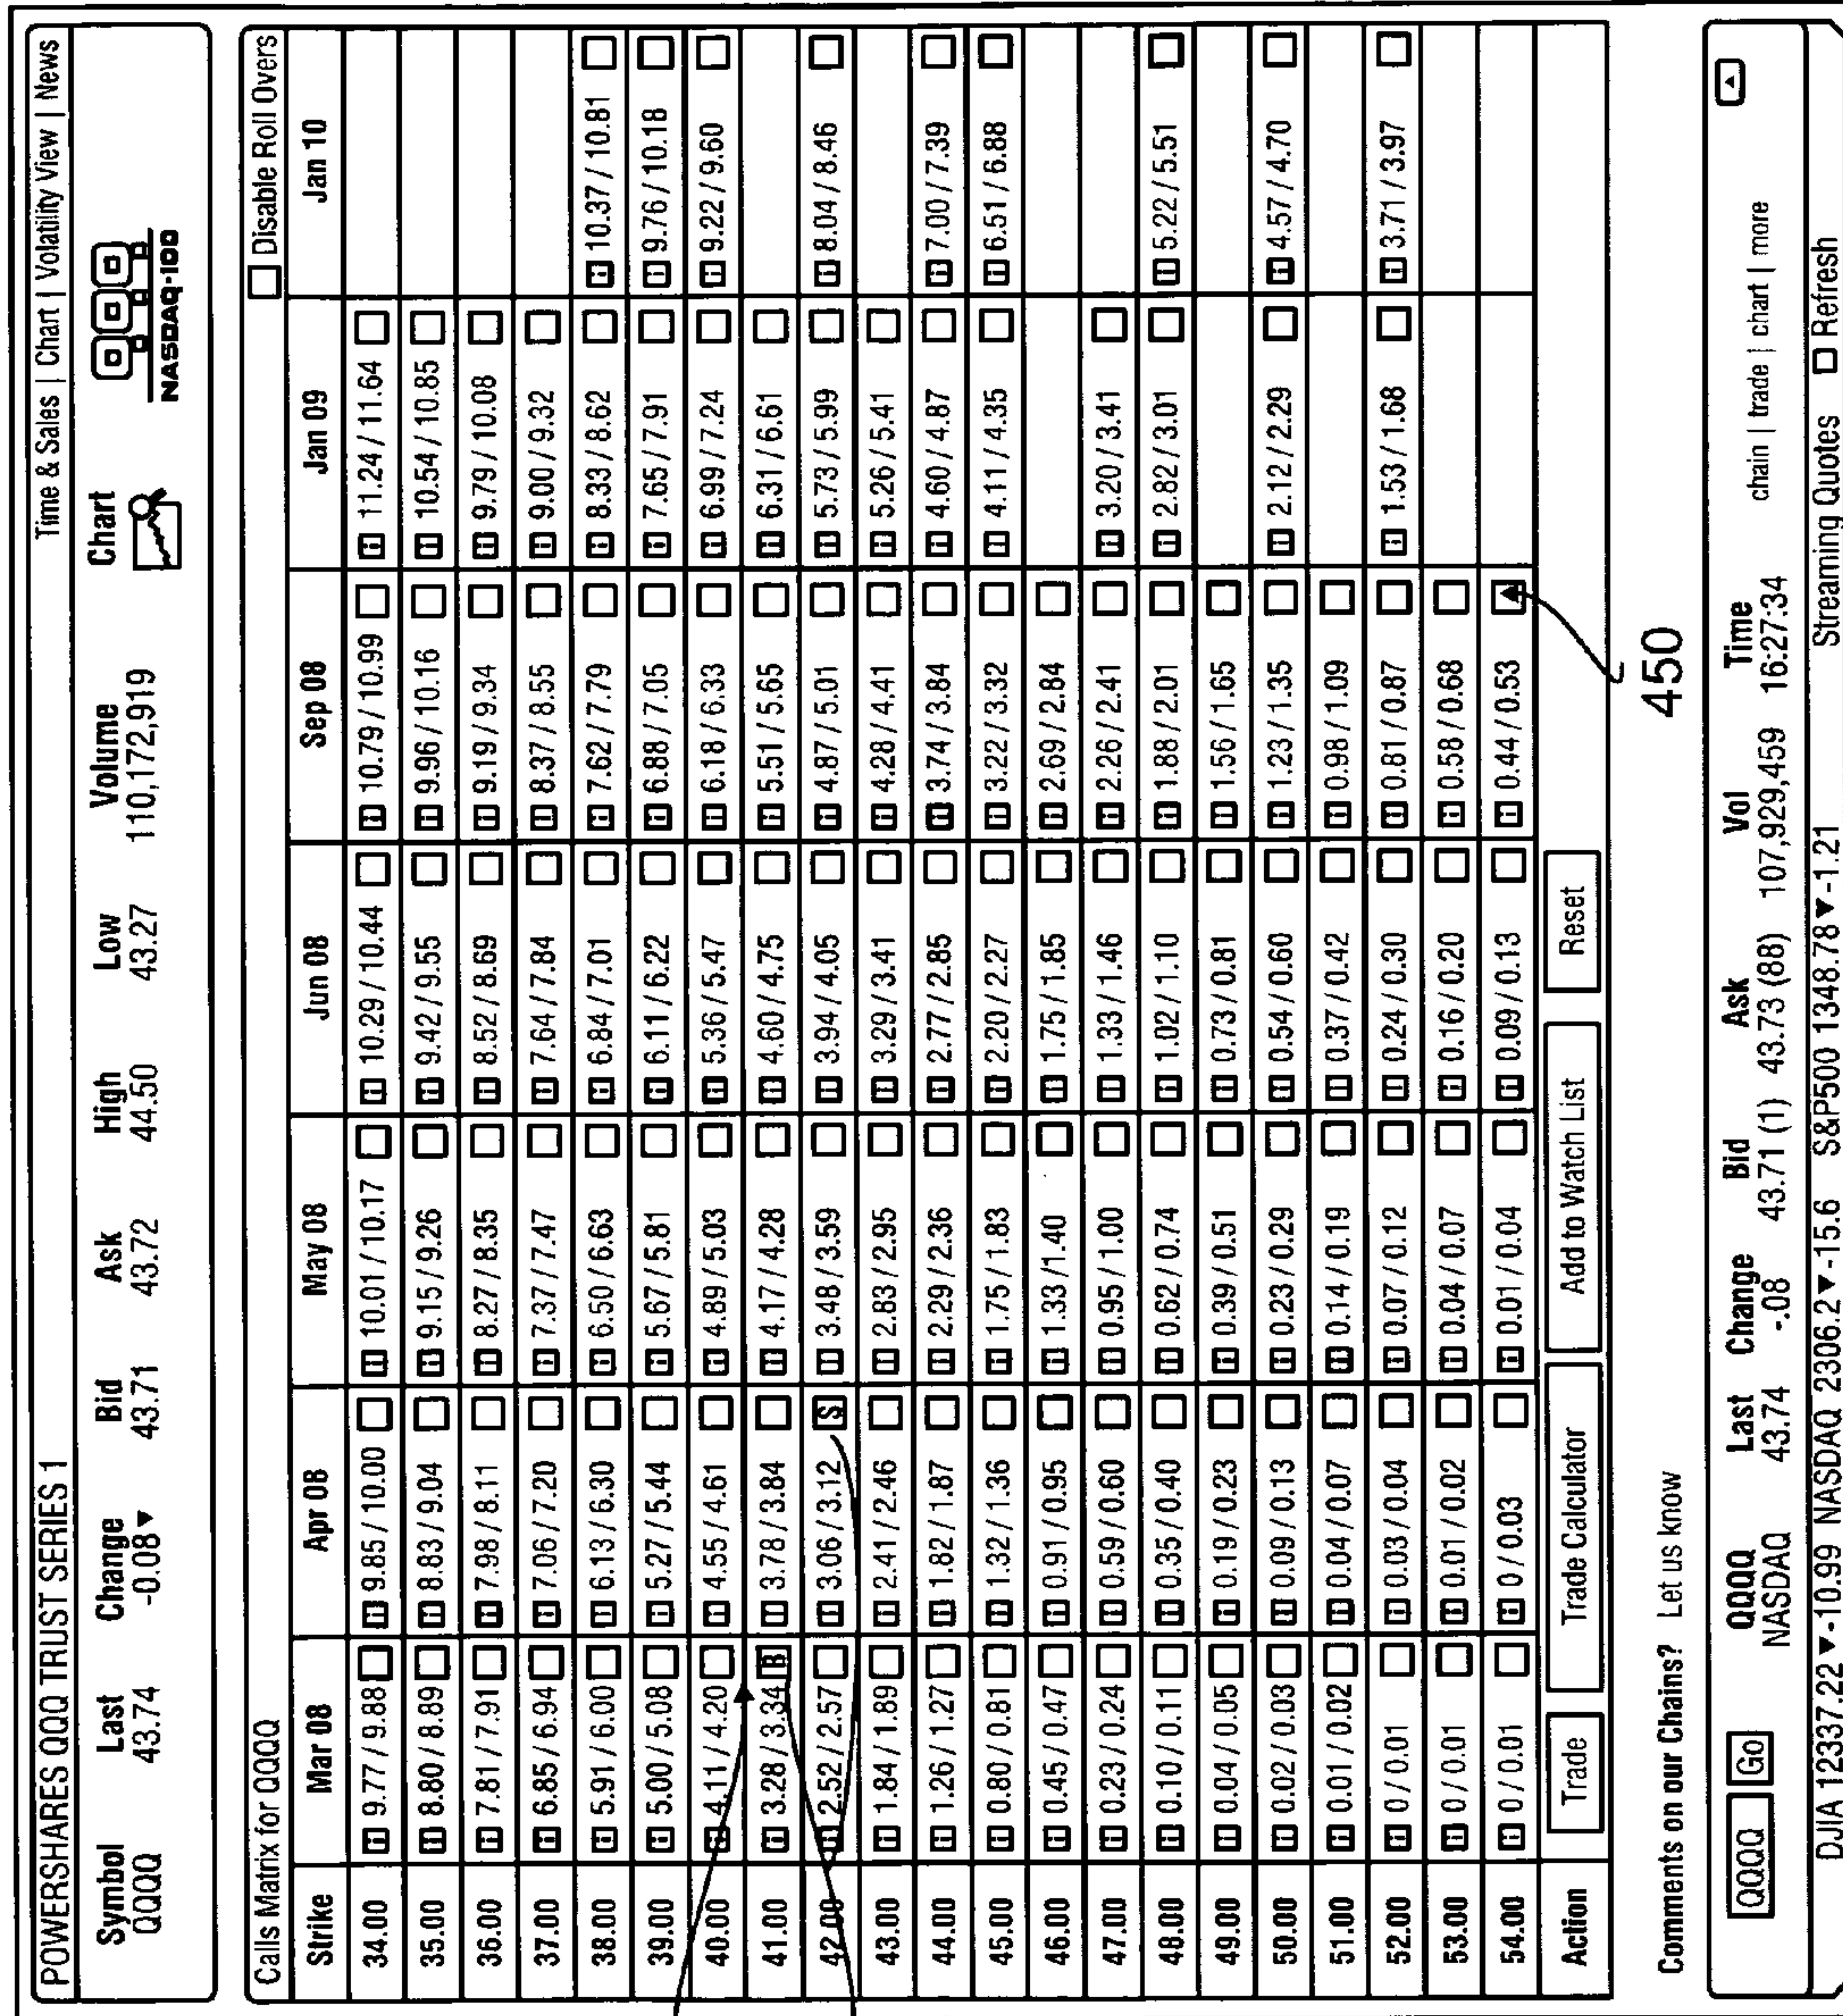 POWERSHARES QQQ TRUST SERIES 1 Time & Sales | Chart | Volatility View | News
Symbol Last Change Bid Ask High Low Volume Chart
QQQQ 43.74 -0.08▼ 43.71 43.72 44.50 43.27 110,172,919
NASDAQ-100
Calls Matrix for QQQQ Disable Roll Overs
Strike Mar 08 Apr 08 May 08 Jun 08 Sep 08 Jan 09 Jan 10
34.00 9.77 / 9.88 9.85 / 10.00 10.01 / 10.17 10.29 / 10.44 10.79 / 10.99 11.24 / 11.64
35.00 8.80 / 8.89 8.83 / 9.04 9.15 / 9.26 9.42 / 9.55 9.96 / 10.16 10.54 / 10.85
36.00 7.81 / 7.91 7.98 / 8.11 8.27 / 8.35 8.52 / 8.69 9.19 / 9.34 9.79 / 10.08
37.00 6.85 / 6.94 7.06 / 7.20 7.37 / 7.47 7.64 / 7.84 8.37 / 8.55 9.00 / 9.32
38.00 5.91 / 6.00 6.13 / 6.30 6.50 / 6.63 6.84 / 7.01 7.62 / 7.79 8.33 / 8.62 10.37 / 10.81
39.00 5.00 / 5.08 5.27 / 5.44 5.67 / 5.81 6.11 / 6.22 6.88 / 7.05 7.65 / 7.91 9.76 / 10.18
40.00 4.11 / 4.20 4.55 / 4.61 4.89 / 5.03 5.36 / 5.47 6.18 / 6.33 6.99 / 7.24 9.22 / 9.60
41.00 3.28 / 3.34 B 3.78 / 3.84 4.17 / 4.28 4.60 / 4.75 5.51 / 5.65 6.31 / 6.61
42.00 2.52 / 2.57 3.06 / 3.12 S 3.48 / 3.59 3.94 / 4.05 4.87 / 5.01 5.73 / 5.99 8.04 / 8.46
43.00 1.84 / 1.89 2.41 / 2.46 2.83 / 2.95 3.29 / 3.41 4.28 / 4.41 5.26 / 5.41
44.00 1.26 / 1.27 1.82 / 1.87 2.29 / 2.36 2.77 / 2.85 3.74 / 3.84 4.60 / 4.87 7.00 / 7.39
45.00 0.80 / 0.81 1.32 / 1.36 1.75 / 1.83 2.20 / 2.27 3.22 / 3.32 4.11 / 4.35 6.51 / 6.88
46.00 0.45 / 0.47 0.91 / 0.95 1.33 / 1.40 1.75 / 1.85 2.69 / 2.84
47.00 0.23 / 0.24 0.59 / 0.60 0.95 / 1.00 1.33 / 1.46 2.26 / 2.41 3.20 / 3.41
48.00 0.10 / 0.11 0.35 / 0.40 0.62 / 0.74 1.02 / 1.10 1.88 / 2.01 2.82 / 3.01 5.22 / 5.51
49.00 0.04 / 0.05 0.19 / 0.23 0.39 / 0.51 0.73 / 0.81 1.56 / 1.65
50.00 0.02 / 0.03 0.09 / 0.13 0.23 / 0.29 0.54 / 0.60 1.23 / 1.35 2.12 / 2.29 4.57 / 4.70
51.00 0.01 / 0.02 0.04 / 0.07 0.14 / 0.19 0.37 / 0.42 0.98 / 1.09
52.00 0 / 0.01 0.03 / 0.04 0.07 / 0.12 0.24 / 0.30 0.81 / 0.87 1.53 / 1.68 3.71 / 3.97
53.00 0 / 0.01 0.01 / 0.02 0.04 / 0.07 0.16 / 0.20 0.58 / 0.68
54.00 0 / 0.01 0 / 0.03 0.01 / 0.04 0.09 / 0.13 0.44 / 0.53
Action Trade Trade Calculator Add to Watch List Reset
450
Comments on our Chains? Let us know
QQQQ Go QQQQ Last Change Bid Ask Vol Time
NASDAQ 43.74 -.08 43.71 (1) 43.73 (88) 107,929,459 16:27:34 chain | trade | chart | more
DJIA 12337.22▼-10.99 NASDAQ 2306.2▼-15.6 S&P500 1348.78▼-1.21 Streaming Quotes Refresh